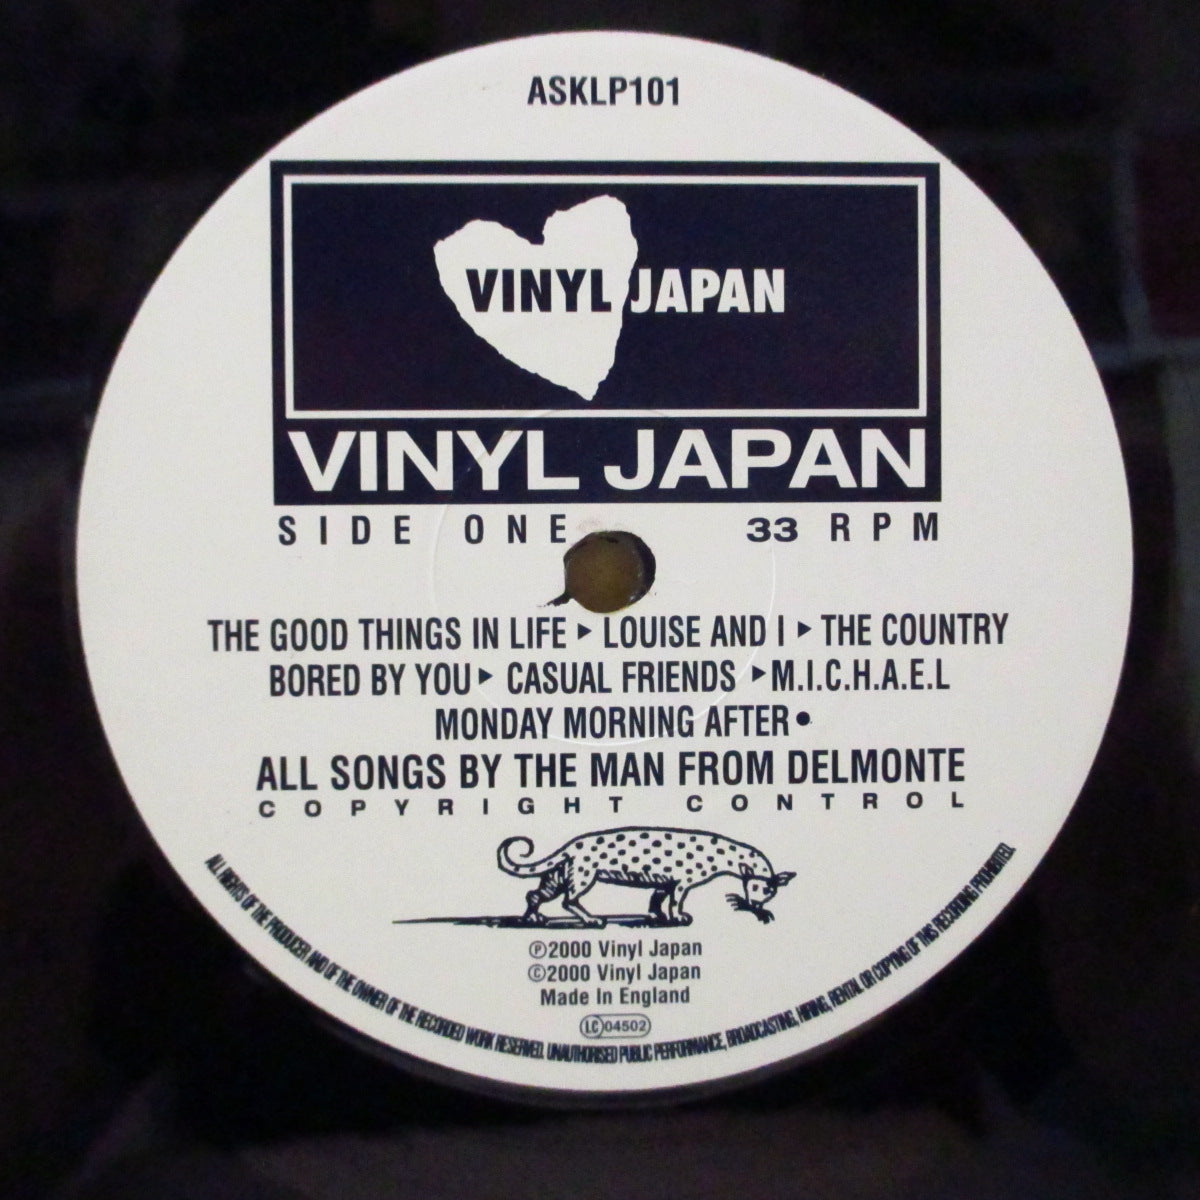 ASKLP101
VINYL JAPAN
VINYL JAPAN
SIDE ONE 33 RPM
THE GOOD THINGS IN LIFE ▸ LOUISE AND I ▸ THE COUNTRY
BORED BY YOU ▸ CASUAL FRIENDS ▸ M.I.C.H.A.E.L
MONDAY MORNING AFTER •
ALL SONGS BY THE MAN FROM DELMONTE
COPYRIGHT CONTROL
℗2000 Vinyl Japan
©2000 Vinyl Japan
Made In England
LC 04502
ALL RIGHTS OF THE PRODUCER AND OF THE OWNER OF THE RECORDED WORK RESERVED. UNAUTHORISED PUBLIC PERFORMANCE, BROADCASTING, HIRING, RENTAL OR COPYING OF THIS RECORDING PROHIBITED.